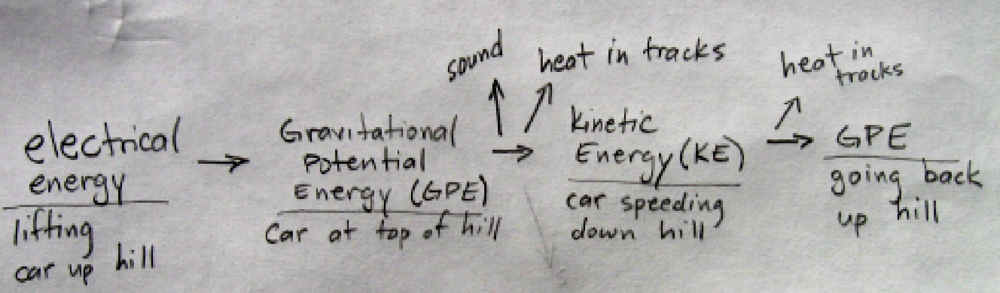 sound
heat in tracks
heat in
tracks
electrical
energy
lifting
car up hill
Gravitational
Potential
Energy (GPE)
Car at top of hill
Kinetic
Energy (KE)
car speeding
down hill
GPE
going back
up hill